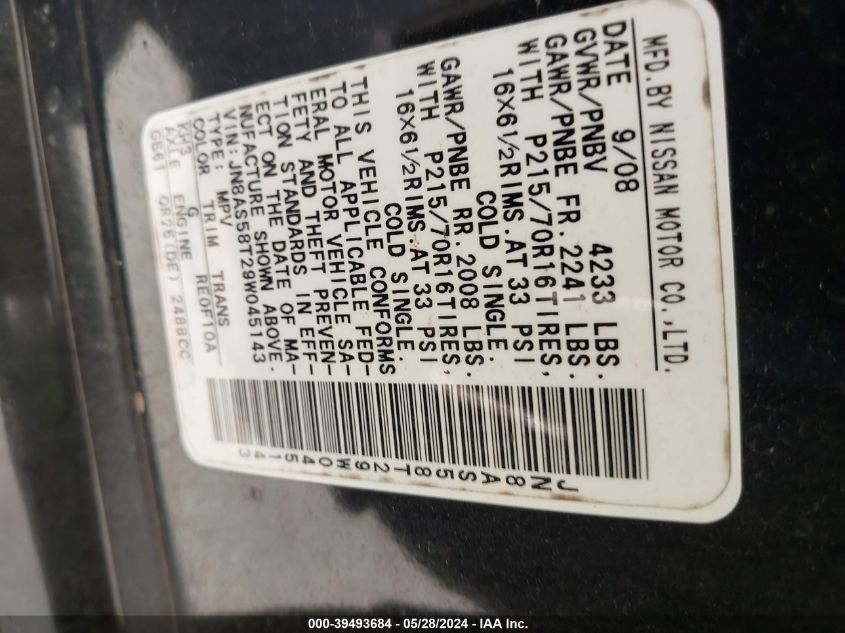 MFD.BY NISSAN MOTOR CO.,LTD.
DATE 9/08
GVWR/PNBV 4233 LBS.
GAWR/PNBE FR. 2241 LBS.
WITH P215/70R16TIRES,
16X6½RIMS.AT 33 PSI
COLD SINGLE.
GAWR/PNBE RR. 2008 LBS.
WITH P215/70R16TIRES,
16X6½RIMS.AT 33 PSI
COLD SINGLE.
THIS VEHICLE CONFORMS
TO ALL APPLICABLE FED-
ERAL MOTOR VEHICLE SA-
FETY AND THEFT PREVEN-
TION STANDARDS IN EFF-
ECT ON THE DATE OF MA-
NUFACTURE SHOWN ABOVE.
VIN:JN8AS58T29W045143
TYPE: MPV
COLOR TRIM TRANS
KH3 G RE0F10A
AXLE ENGINE
GB61 QR25(DE) 2488CC
JN8AS58T29W045143
000-39493684 - 05/28/2024 - IAA Inc.